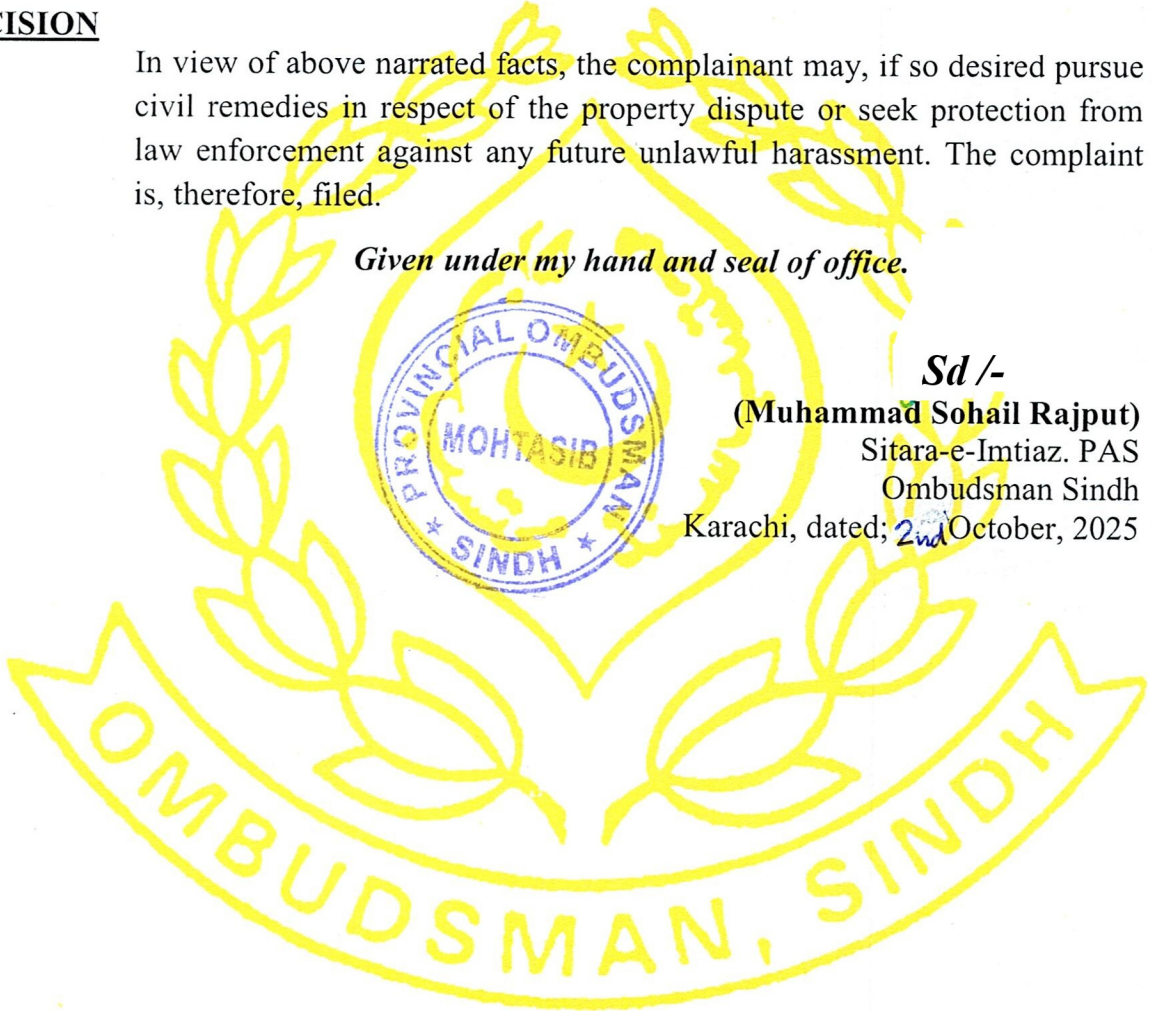 CISION
In view of above narrated facts, the complainant may, if so desired pursue
civil remedies in respect of the property dispute or seek protection from
law enforcement against any future unlawful harassment. The complaint
is, therefore, filed.
Given under my hand and seal of office.
PROVINCIAL OMBUDSMAN
MOHTASIB
★ SINDH ★
Sd /-
(Muhammad Sohail Rajput)
Sitara-e-Imtiaz. PAS
Ombudsman Sindh
Karachi, dated; 2nd October, 2025
OMBUDSMAN, SINDH